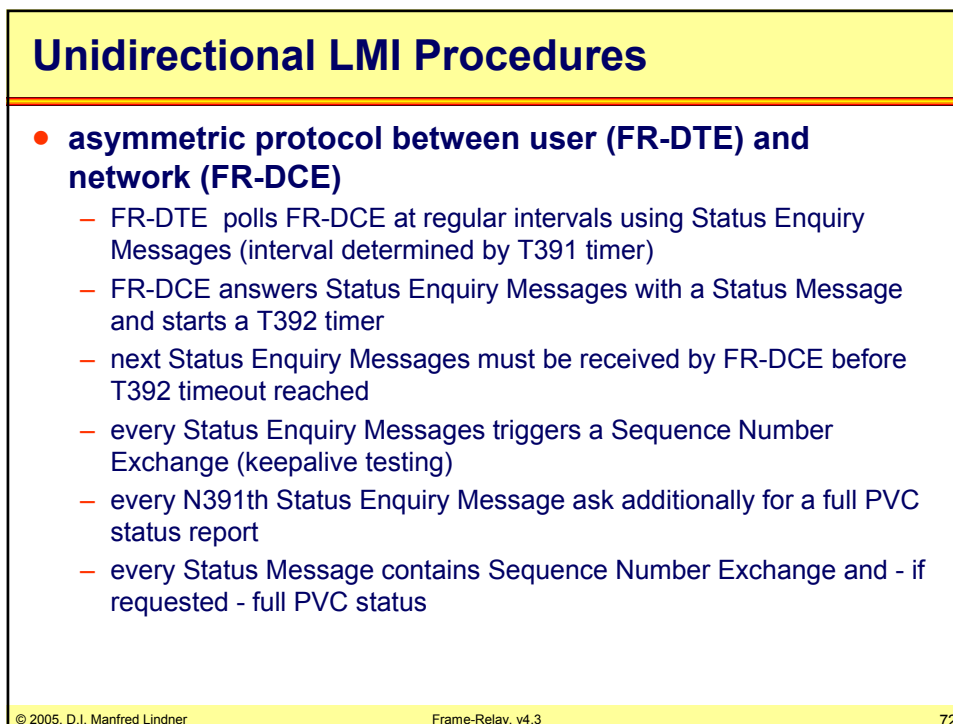 Unidirectional LMI Procedures
• asymmetric protocol between user (FR-DTE) and
network (FR-DCE)
– FR-DTE polls FR-DCE at regular intervals using Status Enquiry
Messages (interval determined by T391 timer)
– FR-DCE answers Status Enquiry Messages with a Status Message
and starts a T392 timer
– next Status Enquiry Messages must be received by FR-DCE before
T392 timeout reached
– every Status Enquiry Messages triggers a Sequence Number
Exchange (keepalive testing)
– every N391th Status Enquiry Message ask additionally for a full PVC
status report
– every Status Message contains Sequence Number Exchange and - if
requested - full PVC status
© 2005, D.I. Manfred Lindner Frame-Relay, v4.3 72